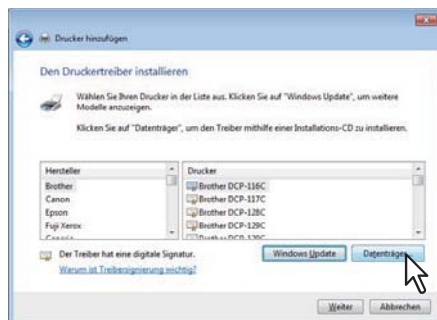 Drucker hinzufügen
Den Druckertreiber installieren
Wählen Sie Ihren Drucker in der Liste aus. Klicken Sie auf "Windows Update", um weitere
Modelle anzuzeigen.
Klicken Sie auf "Datenträger", um den Treiber mithilfe einer Installations-CD zu installieren.
Hersteller
Brother
Canon
Epson
Fuji Xerox
Drucker
Brother DCP-116C
Brother DCP-117C
Brother DCP-128C
Brother DCP-129C
Der Treiber hat eine digitale Signatur.
Warum ist Treibersignierung wichtig?
Windows Update
Datenträger...
Weiter
Abbrechen